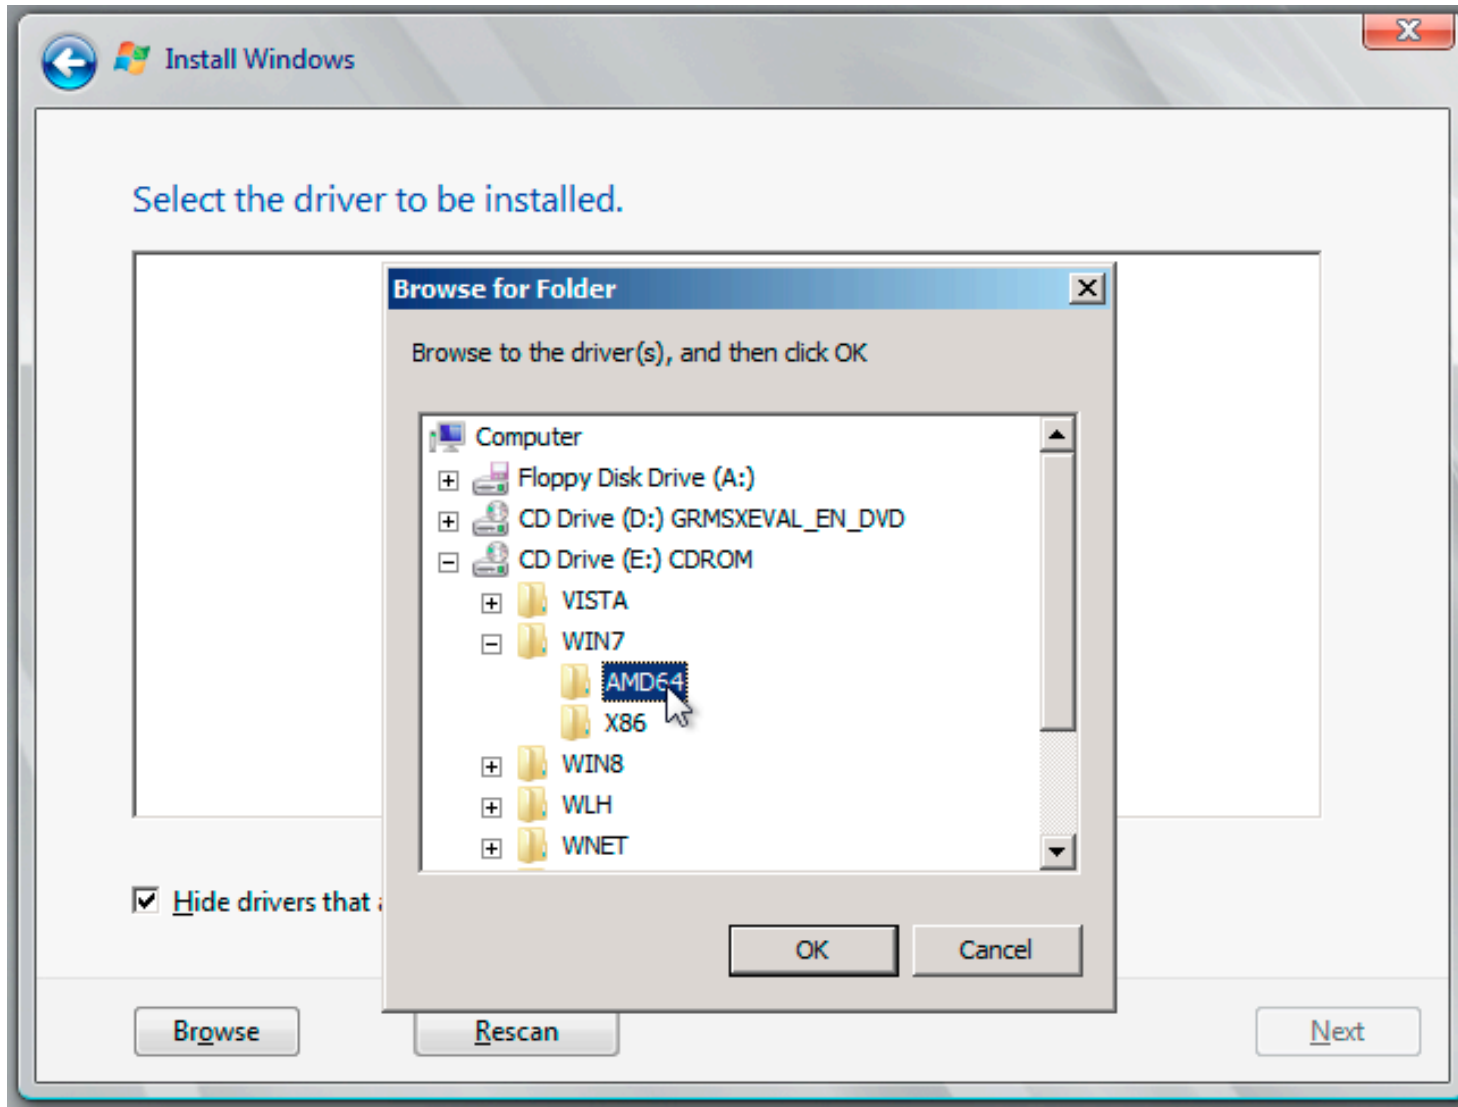 Install Windows
Select the driver to be installed.
Browse for Folder
Browse to the driver(s), and then click OK
Computer
Floppy Disk Drive (A:)
CD Drive (D:) GRMSXEVAL_EN_DVD
CD Drive (E:) CDROM
VISTA
WIN7
AMD64
X86
WIN8
WLH
WNET
Hide drivers that
OK Cancel
Browse Rescan Next